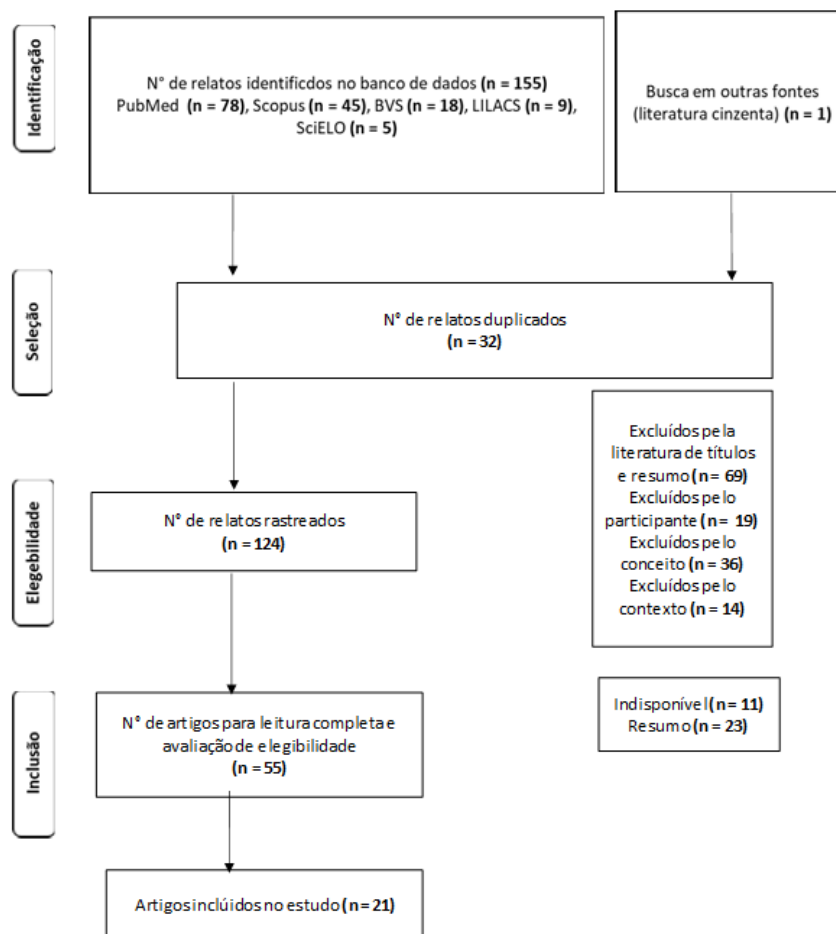 Identificação
N° de relatos identificdos no banco de dados (n = 155)
PubMed (n = 78), Scopus (n = 45), BVS (n = 18), LILACS (n = 9),
SciELO (n = 5)
Busca em outras fontes
(literatura cinzenta) (n = 1)
Seleção
N° de relatos duplicados
(n = 32)
Elegebilidade
N° de relatos rastreados
(n = 124)
Excluídos pela
literatura de títulos
e resumo (n = 69)
Excluídos pelo
participante (n = 19)
Excluídos pelo
conceito (n = 36)
Excluídos pelo
contexto (n = 14)
Inclusão
N° de artigos para leitura completa e
avaliação de elegibilidade
(n = 55)
Indisponível (n = 11)
Resumo (n = 23)
Artigos inclúidos no estudo (n = 21)